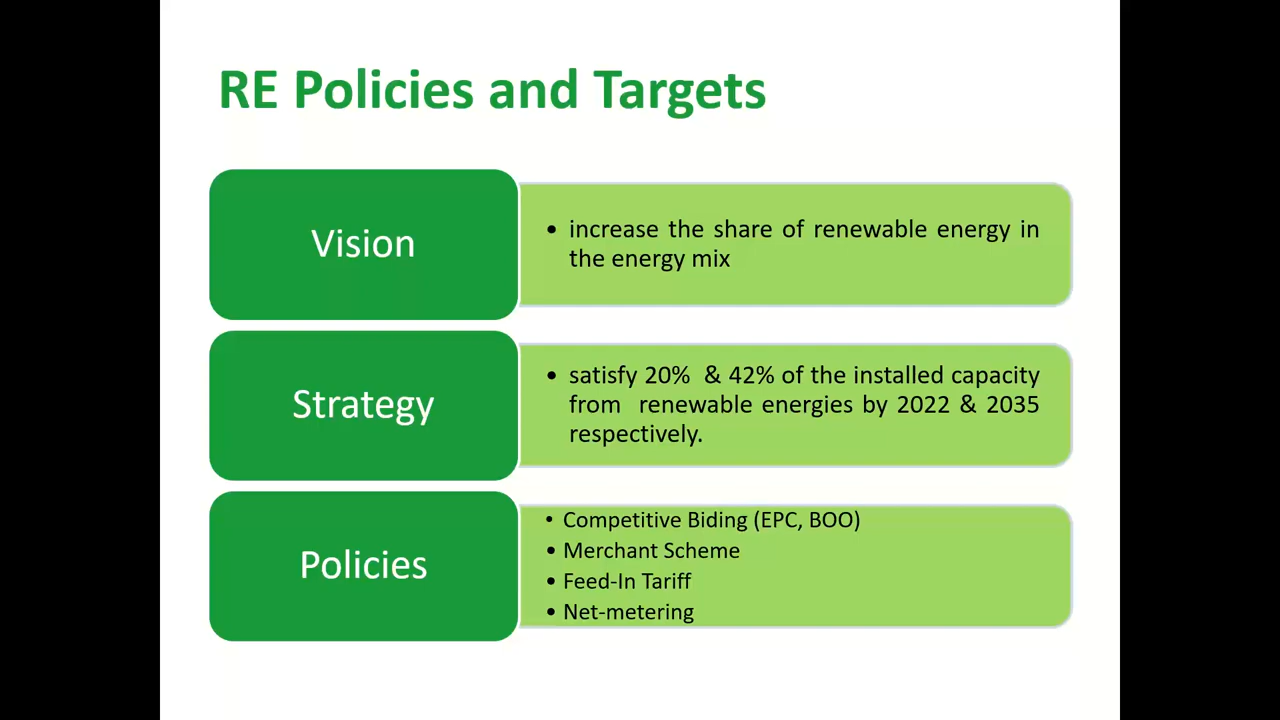 RE Policies and Targets
Vision
• increase the share of renewable energy in
the energy mix
Strategy
• satisfy 20% & 42% of the installed capacity
from renewable energies by 2022 & 2035
respectively.
Policies
• Competitive Biding (EPC, BOO)
• Merchant Scheme
• Feed-In Tariff
• Net-metering